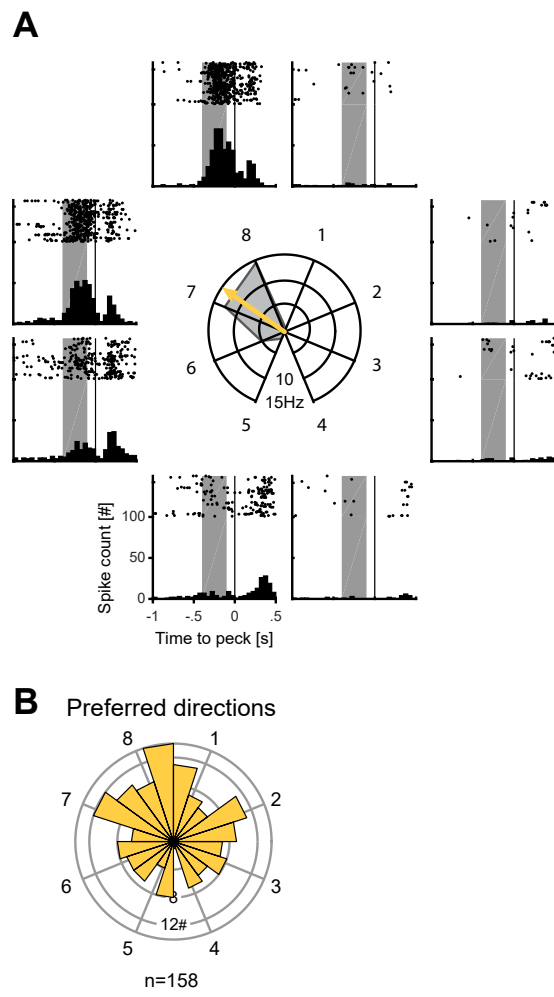 A
8 1
7 2
6 3
10
15Hz
5 4
Spike count [#]
100
50
0
-1 -.5 0 .5
Time to peck [s]
B Preferred directions
8 1
7 2
6 3
8
12#
5 4
n=158